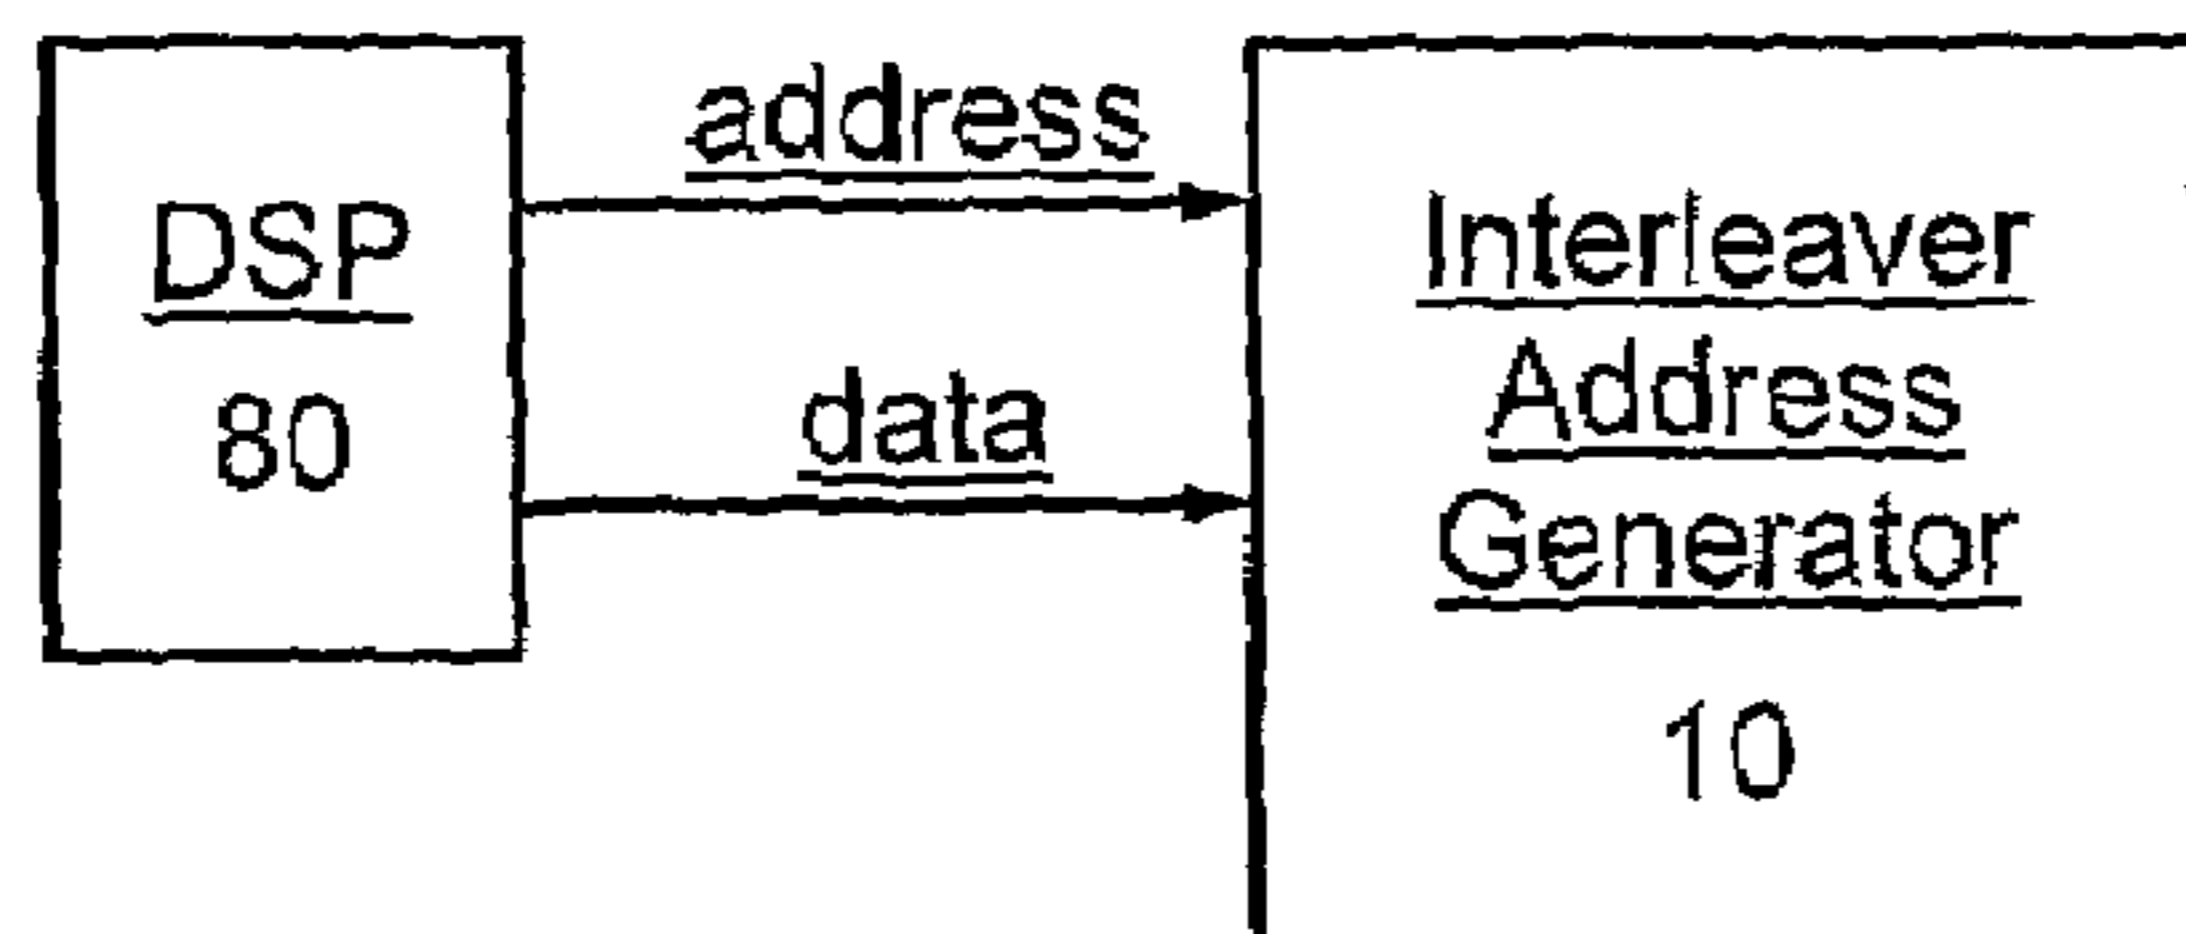 DSP
80
address
data
Interleaver
Address
Generator
10